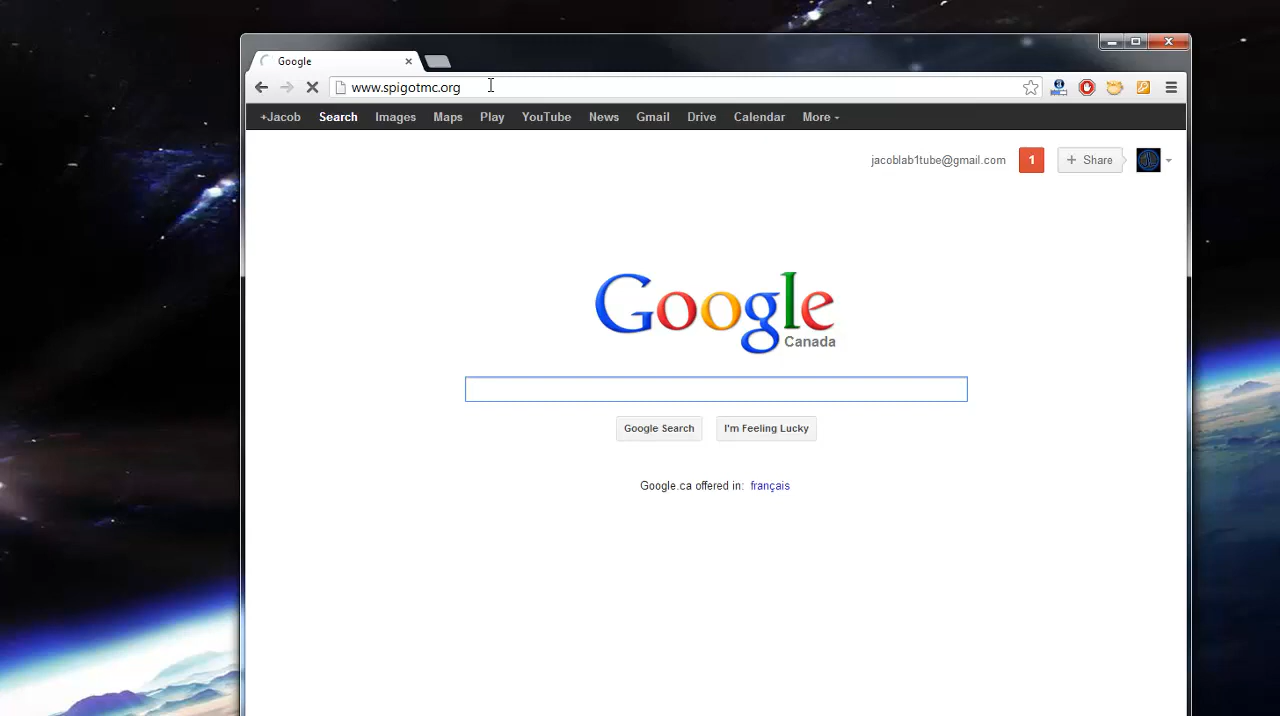 Google
www.spigotmc.org
+Jacob Search Images Maps Play YouTube News Gmail Drive Calendar More
jacoblab1tube@gmail.com 1 + Share
Google
Canada
Google Search I'm Feeling Lucky
Google.ca offered in: français